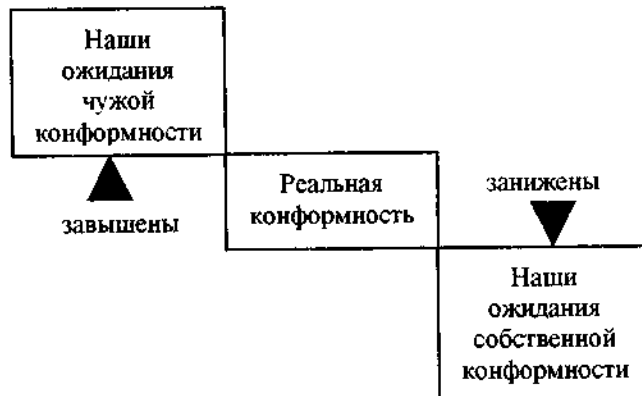 Наши
ожидания
чужой
конформности
завышены
Реальная
конформность
занижены
Наши
ожидания
собственной
конформности